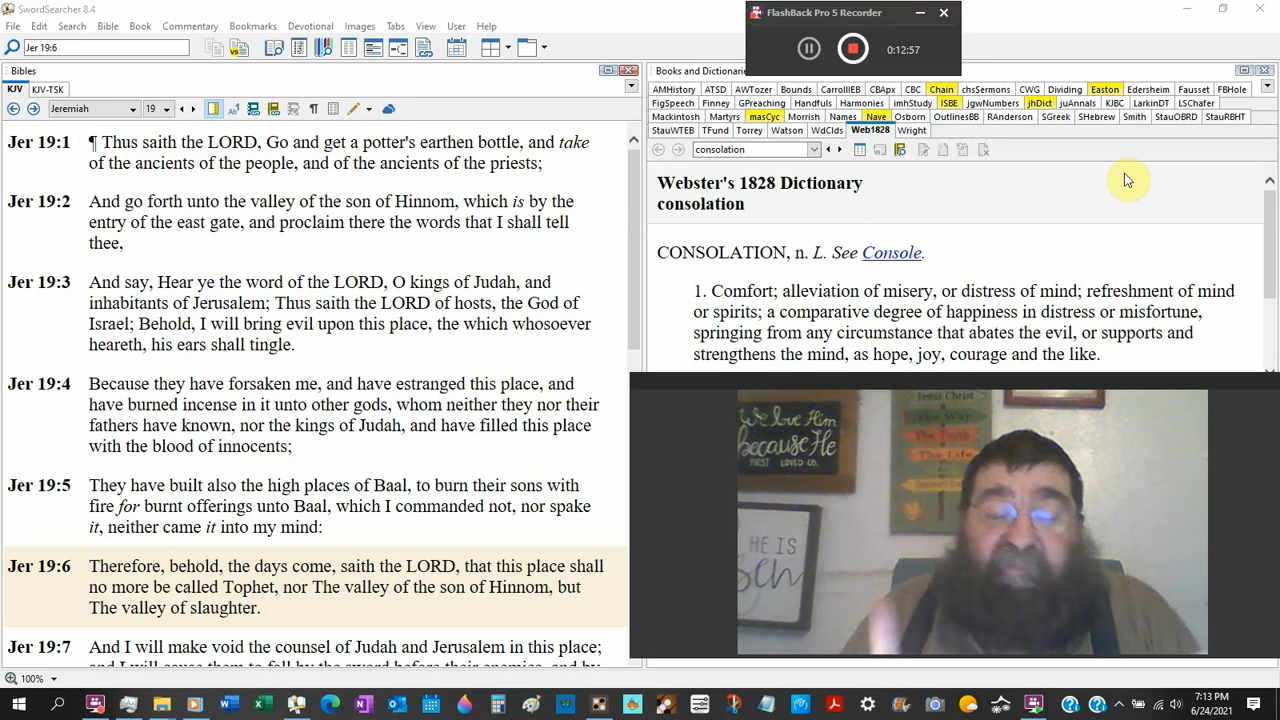 SwordSearcher 8.4
File Edit Search Bible Book Commentary Bookmarks Devotional Images Tabs View User Help
Jer 19:6
FlashBack Pro 5 Recorder
0:12:57
Bibles
KJV KJV-TSK
Jeremiah 19
Jer 19:1 ¶ Thus saith the LORD, Go and get a potter's earthen bottle, and take
of the ancients of the people, and of the ancients of the priests;
Jer 19:2 And go forth unto the valley of the son of Hinnom, which is by the
entry of the east gate, and proclaim there the words that I shall tell
thee,
Jer 19:3 And say, Hear ye the word of the LORD, O kings of Judah, and
inhabitants of Jerusalem; Thus saith the LORD of hosts, the God of
Israel; Behold, I will bring evil upon this place, the which whosoever
heareth, his ears shall tingle.
Jer 19:4 Because they have forsaken me, and have estranged this place, and
have burned incense in it unto other gods, whom neither they nor their
fathers have known, nor the kings of Judah, and have filled this place
with the blood of innocents;
Jer 19:5 They have built also the high places of Baal, to burn their sons with
fire for burnt offerings unto Baal, which I commanded not, nor spake
it, neither came it into my mind:
Jer 19:6 Therefore, behold, the days come, saith the LORD, that this place shall
no more be called Tophet, nor The valley of the son of Hinnom, but
The valley of slaughter.
Jer 19:7 And I will make void the counsel of Judah and Jerusalem in this place;
100%
Books and Dictionaries
AMHistory ATSD AWTozer Bounds CarrollIEB CBApx CBC Chain chsSermons CWG Dividing Easton Edersheim Fausset FBHole
FigSpeech Finney GPreaching Handfuls Harmonies imhStudy ISBE jgwNumbers jhDict juAnnals KJBC LarkinDT LSChafer
Mackintosh Martyrs masCyc Morrish Names Nave Osborn OutlinesBB RAnderson SGreek SHebrew Smith StauOBRD StauRBHT
StauWTEB TFund Torrey Watson WdClds Web1828 Wright
consolation
Webster's 1828 Dictionary
consolation
CONSOLATION, n. L. See Console.
1. Comfort; alleviation of misery, or distress of mind; refreshment of mind
or spirits; a comparative degree of happiness in distress or misfortune,
springing from any circumstance that abates the evil, or supports and
strengthens the mind, as hope, joy, courage and the like.
We love Him
because He
FIRST LOVED US.
Jesus Christ
The Way
The Truth
The Life
HE IS
7:13 PM
6/24/2021